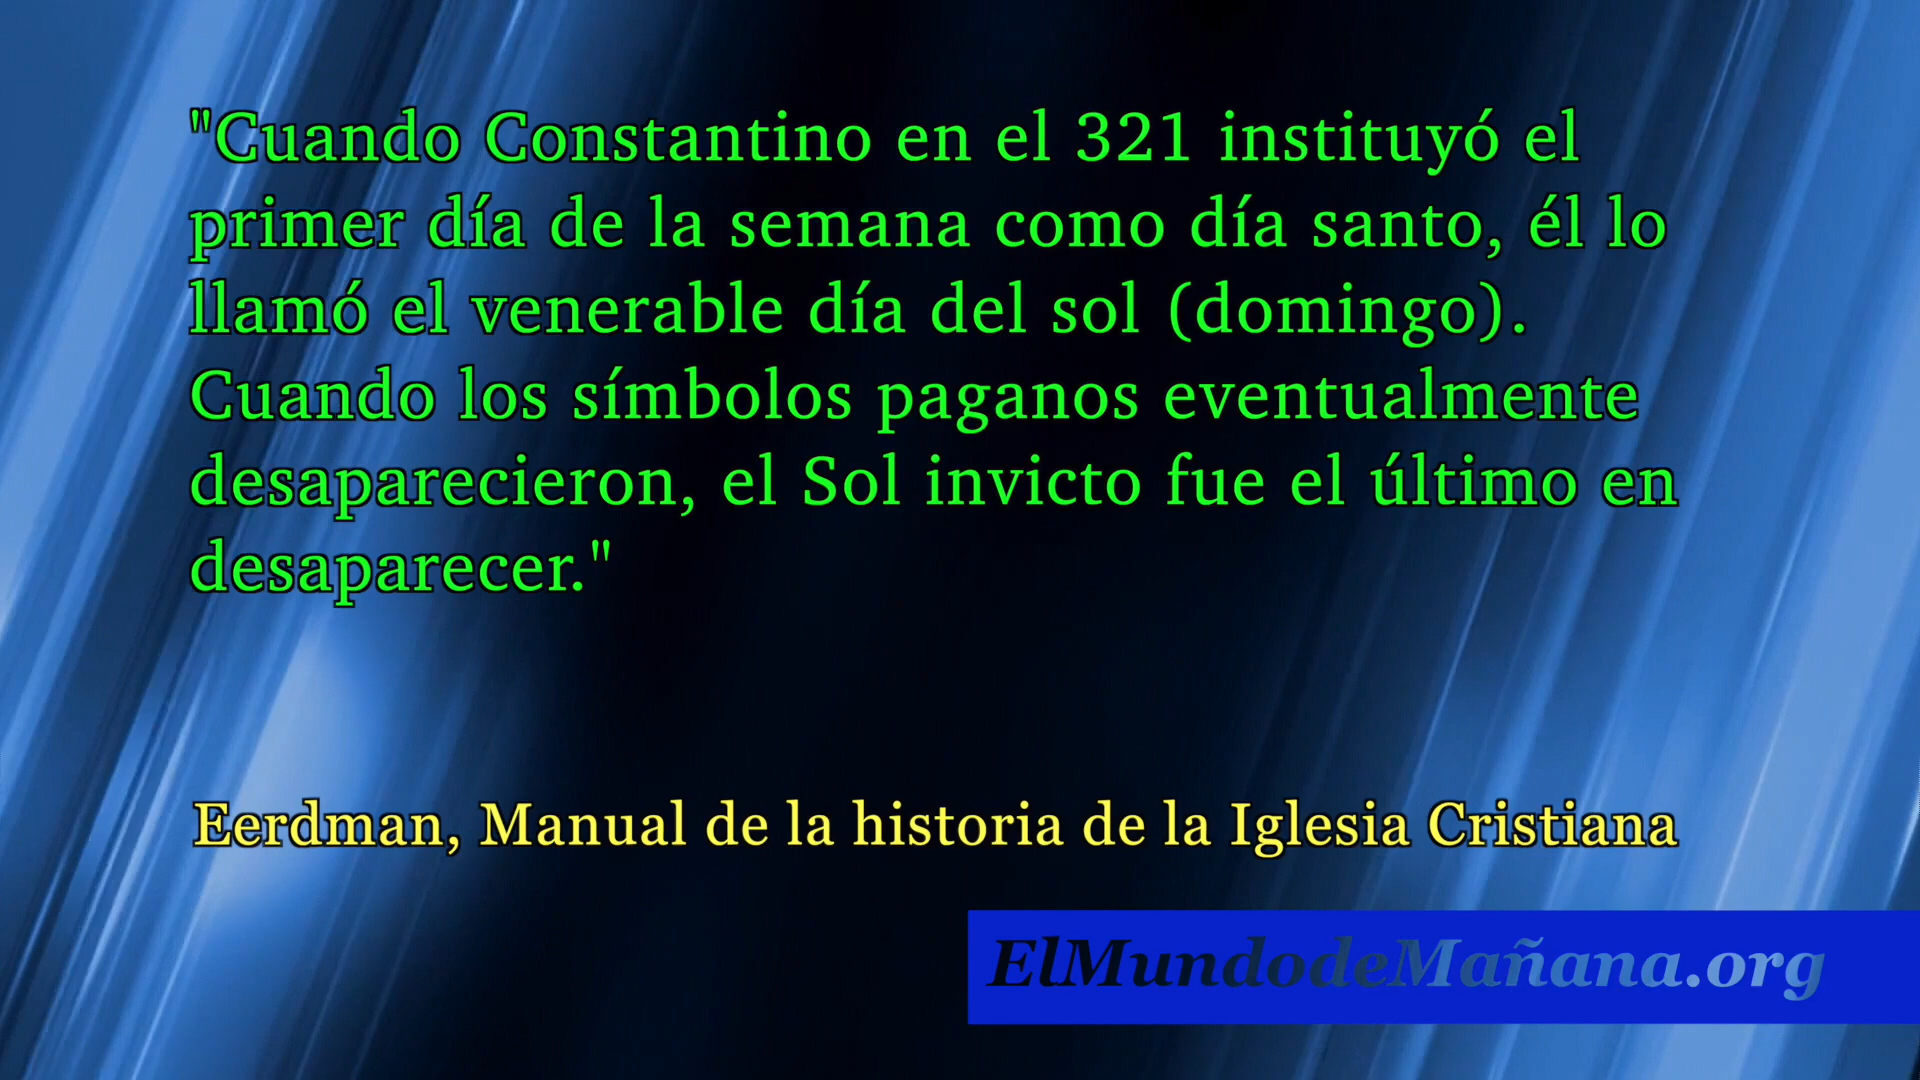 "Cuando Constantino en el 321 instituyó el
primer día de la semana como día santo, él lo
llamó el venerable día del sol (domingo).
Cuando los símbolos paganos eventualmente
desaparecieron, el Sol invicto fue el último en
desaparecer."
Eerdman, Manual de la historia de la Iglesia Cristiana
ElMundodeMañana.org